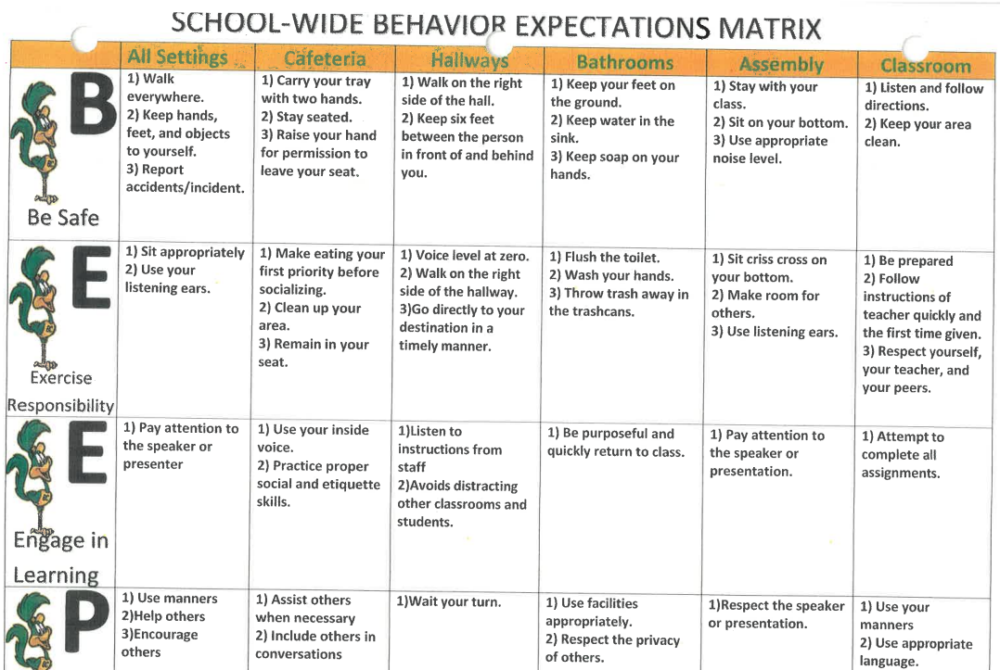 SCHOOL-WIDE BEHAVIOR EXPECTATIONS MATRIX
All Settings
Cafeteria
Hallways
Bathrooms
Assembly
Classroom
B
Be Safe
1) Walk
everywhere.
2) Keep hands,
feet, and objects
to yourself.
3) Report
accidents/incident.
1) Carry your tray
with two hands.
2) Stay seated.
3) Raise your hand
for permission to
leave your seat.
1) Walk on the right
side of the hall.
2) Keep six feet
between the person
in front of and behind
you.
1) Keep your feet on
the ground.
2) Keep water in the
sink.
3) Keep soap on your
hands.
1) Stay with your
class.
2) Sit on your bottom.
3) Use appropriate
noise level.
1) Listen and follow
directions.
2) Keep your area
clean.
E
Exercise
Responsibility
1) Sit appropriately
2) Use your
listening ears.
1) Make eating your
first priority before
socializing.
2) Clean up your
area.
3) Remain in your
seat.
1) Voice level at zero.
2) Walk on the right
side of the hallway.
3)Go directly to your
destination in a
timely manner.
1) Flush the toilet.
2) Wash your hands.
3) Throw trash away in
the trashcans.
1) Sit criss cross on
your bottom.
2) Make room for
others.
3) Use listening ears.
1) Be prepared
2) Follow
instructions of
teacher quickly and
the first time given.
3) Respect yourself,
your teacher, and
your peers.
E
Engage in
Learning
1) Pay attention to
the speaker or
presenter
1) Use your inside
voice.
2) Practice proper
social and etiquette
skills.
1)Listen to
instructions from
staff
2)Avoids distracting
other classrooms and
students.
1) Be purposeful and
quickly return to class.
1) Pay attention to
the speaker or
presentation.
1) Attempt to
complete all
assignments.
P
1) Use manners
2)Help others
3)Encourage
others
1) Assist others
when necessary
2) Include others in
conversations
1)Wait your turn.
1) Use facilities
appropriately.
2) Respect the privacy
of others.
1)Respect the speaker
or presentation.
1) Use your
manners
2) Use appropriate
language.